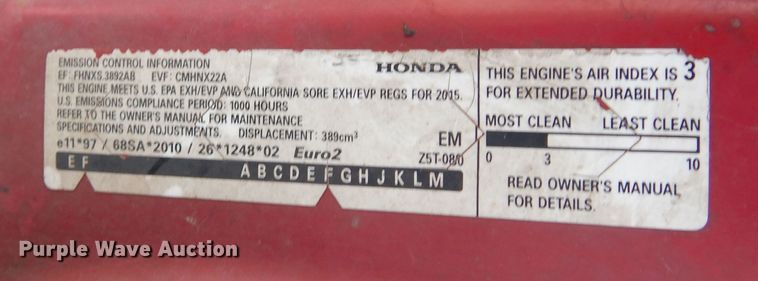 EMISSION CONTROL INFORMATION
HONDA
EF: FHNXS.3892AB EVF: CMHNX22A
THIS ENGINE MEETS U.S. EPA EXH/EVP AND CALIFORNIA SORE EXH/EVP REGS FOR 2015.
U.S. EMISSIONS COMPLIANCE PERIOD: 1000 HOURS
REFER TO THE OWNER'S MANUAL FOR MAINTENANCE
SPECIFICATIONS AND ADJUSTMENTS. DISPLACEMENT: 389cm³
EM
e11*97 / 68SA*2010 / 26*1248*02 Euro2
Z5T-08/0
E F
A B C D E F G H J K L M
THIS ENGINE'S AIR INDEX IS 3
FOR EXTENDED DURABILITY.
MOST CLEAN LEAST CLEAN
0 3 10
READ OWNER'S MANUAL
FOR DETAILS.
Purple Wave Auction